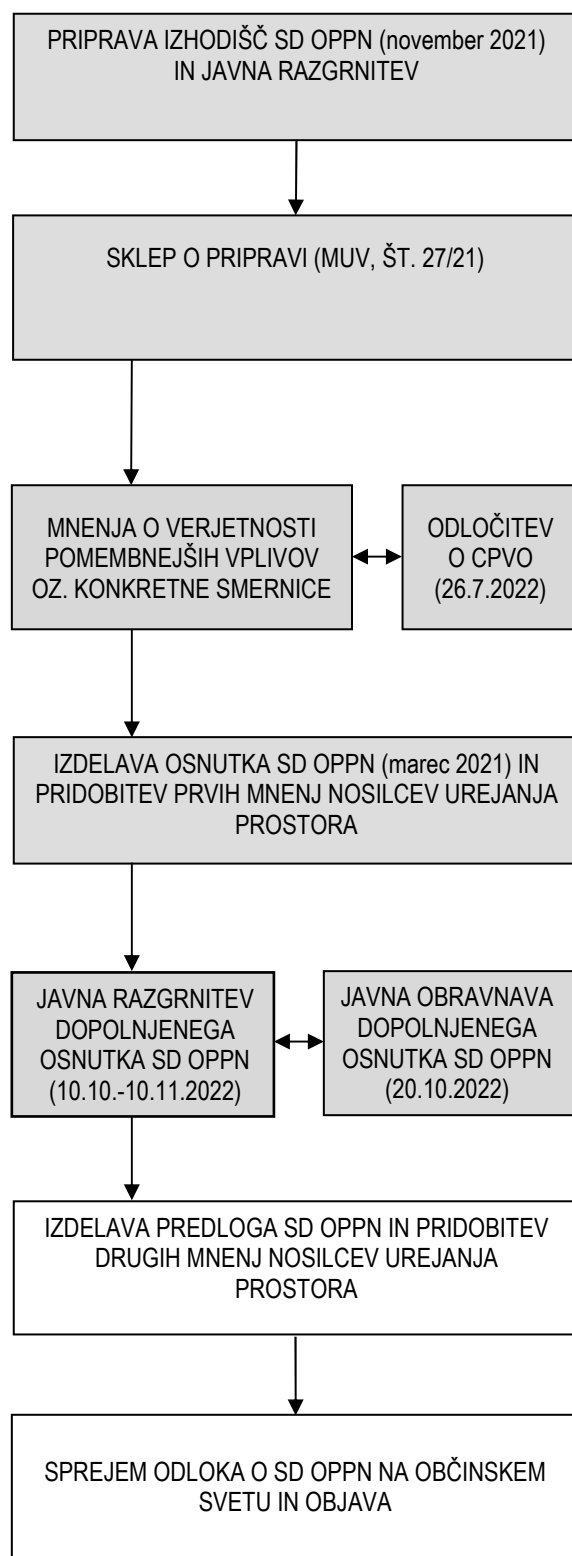 PRIPRAVA IZHODIŠČ SD OPPN (november 2021)
IN JAVNA RAZGRNITEV
SKLEP O PRIPRAVI (MUV, ŠT. 27/21)
MNENJA O VERJETNOSTI
POMEMBNEJŠIH VPLIVOV
OZ. KONKRETNE SMERNICE
ODLOČITEV
O CPVO
(26.7.2022)
IZDELAVA OSNUTKA SD OPPN (marec 2021) IN
PRIDOBITEV PRVIH MNENJ NOSILCEV UREJANJA
PROSTORA
JAVNA RAZGRNITEV
DOPOLNJENEGA
OSNUTKA SD OPPN
(10.10.-10.11.2022)
JAVNA OBRAVNAVA
DOPOLNJENEGA
OSNUTKA SD OPPN
(20.10.2022)
IZDELAVA PREDLOGA SD OPPN IN PRIDOBITEV
DRUGIH MNENJ NOSILCEV UREJANJA
PROSTORA
SPREJEM ODLOKA O SD OPPN NA OBČINSKEM
SVETU IN OBJAVA